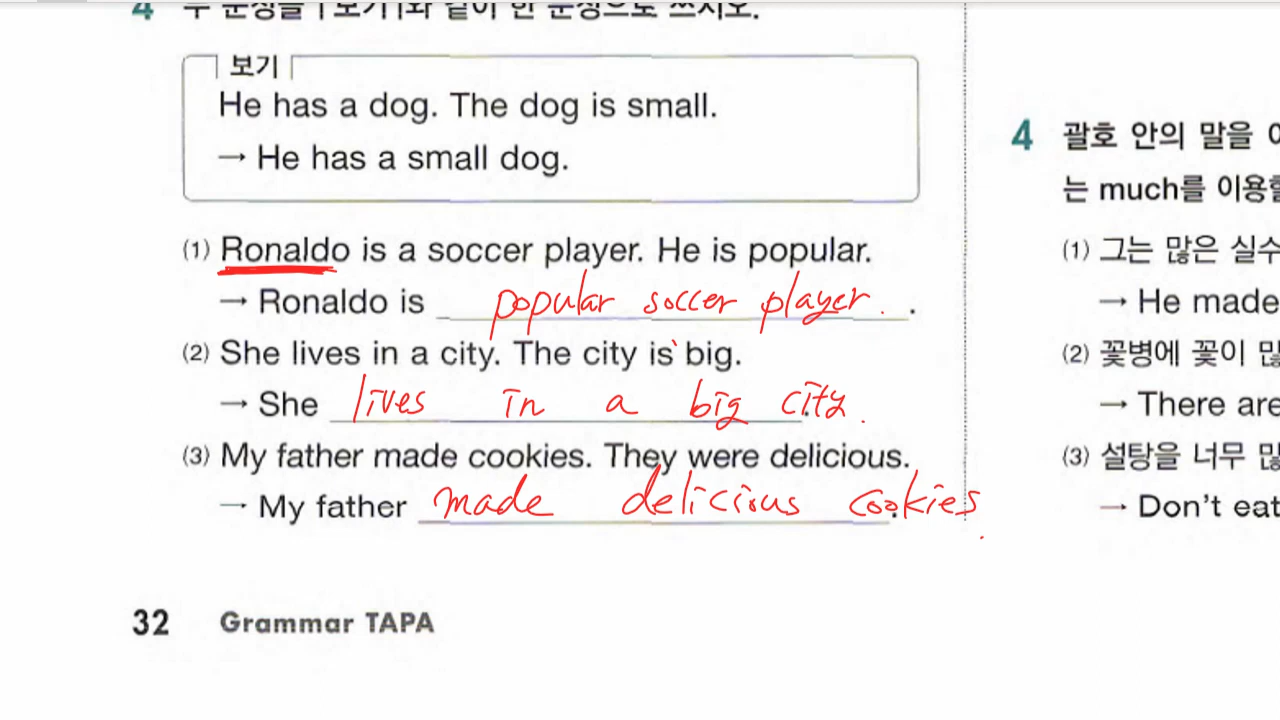 4 두 문장을 |보기|와 같이 한 문장으로 쓰시오.
보기
He has a dog. The dog is small.
→ He has a small dog.
(1) Ronaldo is a soccer player. He is popular.
→ Ronaldo is popular soccer player. .
(2) She lives in a city. The city is big.
→ She lives in a big city. .
(3) My father made cookies. They were delicious.
→ My father made delicious cookies. .
32 Grammar TAPA
4 괄호 안의 말을
는 much를 이용
(1) 그는 많은 실수
→ He made
(2) 꽃병에 꽃이 많
→ There are
(3) 설탕을 너무 많
→ Don't eat